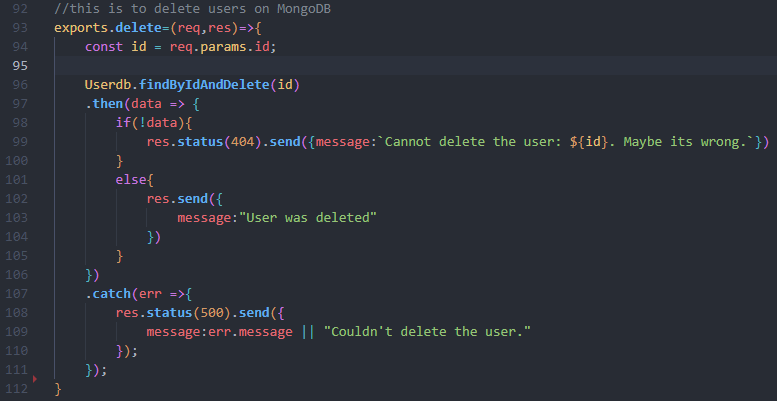 92 //this is to delete users on MongoDB
93 exports.delete=(req,res)=>{
94     const id = req.params.id;
95
96     Userdb.findByIdAndDelete(id)
97     .then(data => {
98         if(!data){
99             res.status(404).send({message:`Cannot delete the user: ${id}. Maybe its wrong.`})
100         }
101         else{
102             res.send({
103                 message:"User was deleted"
104             })
105         }
106     })
107     .catch(err =>{
108         res.status(500).send({
109             message:err.message || "Couldn't delete the user."
110         });
111     });
112 }